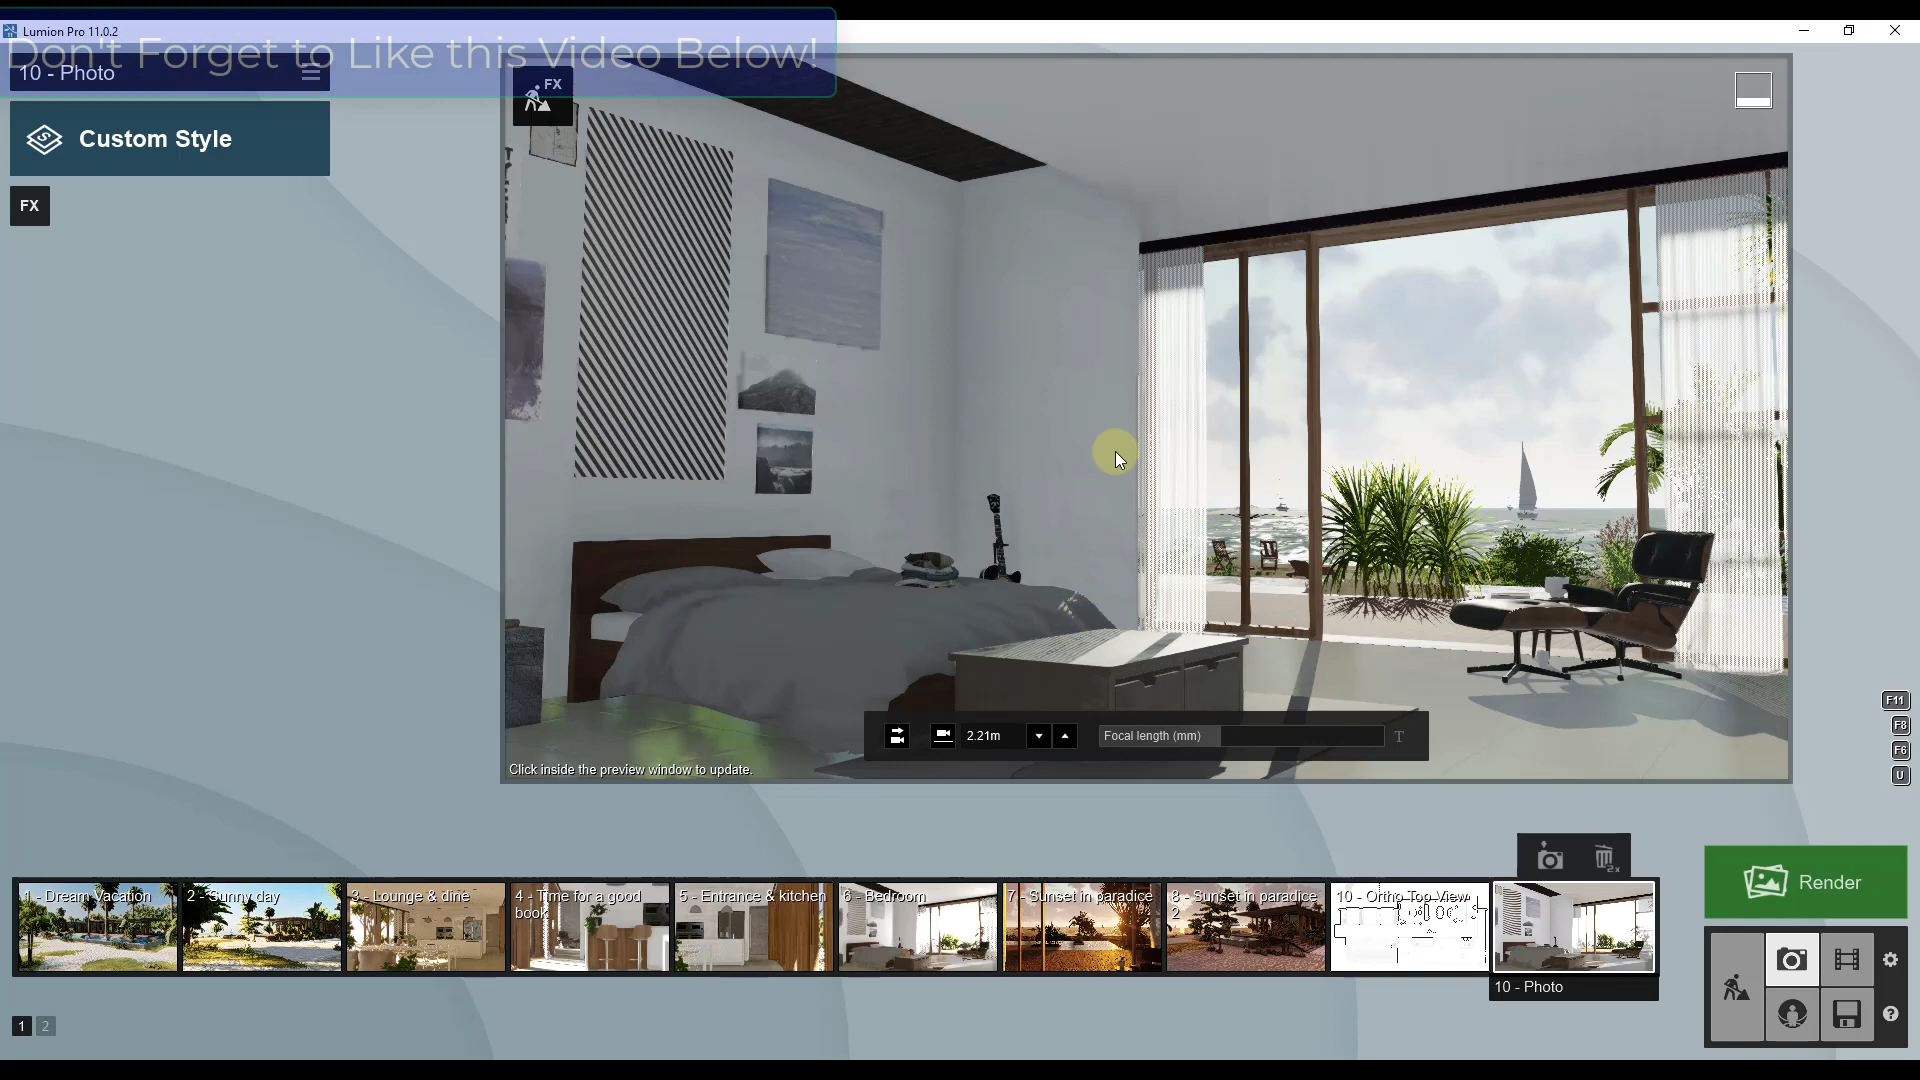 Lumion Pro 11.0.2
Don't Forget to Like this Video Below!
10 - Photo
FX
Custom Style
FX
2.21m
Focal length (mm)
T
Click inside the preview window to update.
F11
F8
F6
U
2x
Render
1 - Dream Vacation
2 - Sunny day
3 - Lounge & dine
4 - Time for a good
book
5 - Entrance & kitchen
6 - Bedroom
7 - Sunset in paradice
8 - Sunset in paradice
2
10 - Ortho Top View
10 - Photo
1
2
?